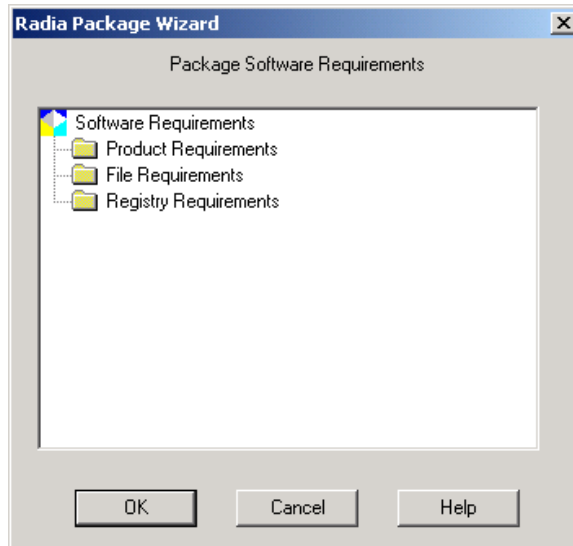 Radia Package Wizard
Package Software Requirements
Software Requirements
Product Requirements
File Requirements
Registry Requirements
OK Cancel Help